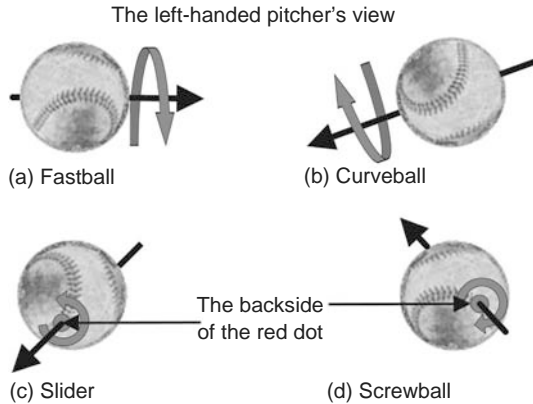 The left-handed pitcher’s view
(a) Fastball
(b) Curveball
The backside
of the red dot
(c) Slider
(d) Screwball